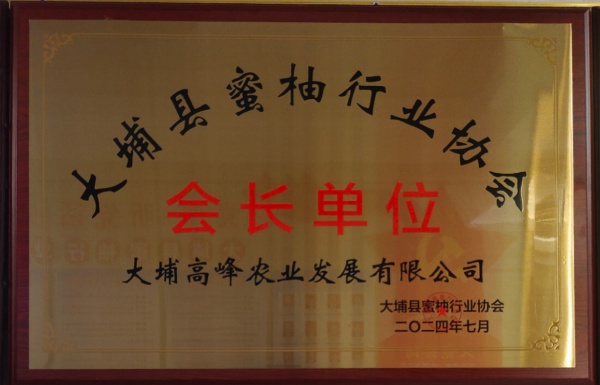 大埔县蜜柚行业协会
会长单位
大埔高峰农业发展有限公司
大埔县蜜柚行业协会
二〇二四年七月